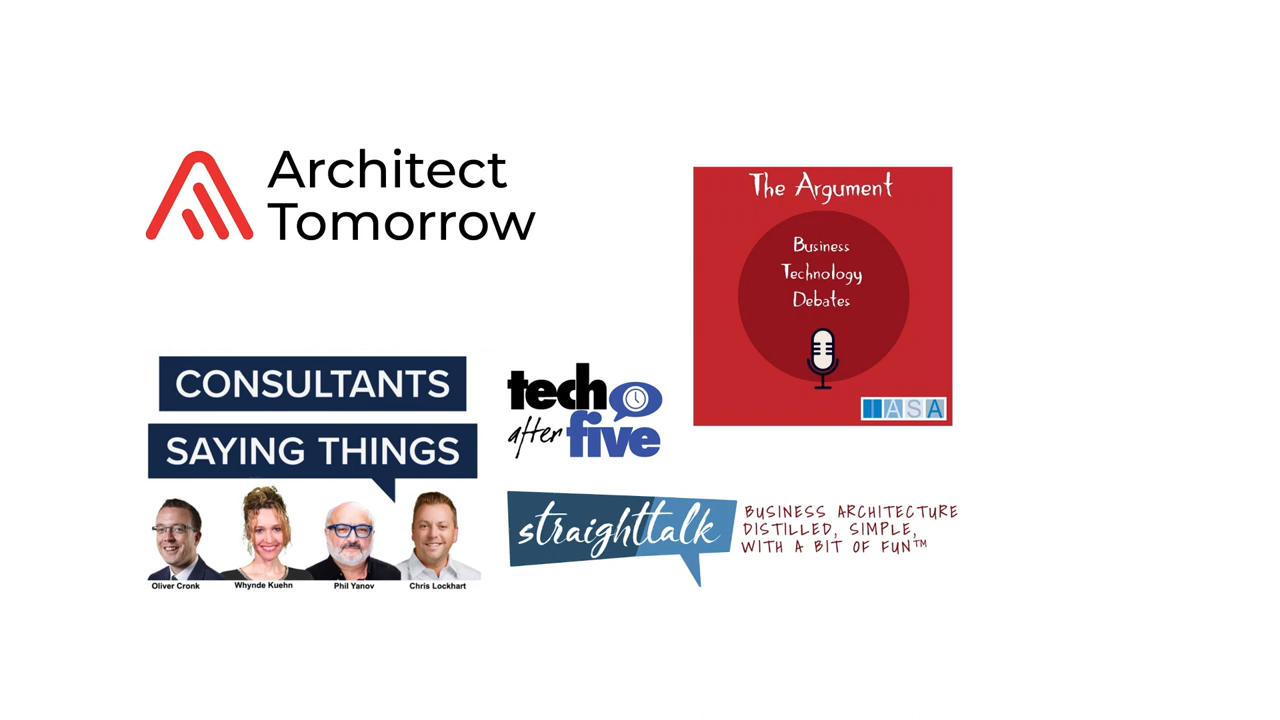 Architect
Tomorrow
The Argument
Business
Technology
Debates
IASA
CONSULTANTS
SAYING THINGS
Oliver Cronk
Whynde Kuehn
Phil Yanov
Chris Lockhart
tech
after five
straighttalk
BUSINESS ARCHITECTURE
DISTILLED, SIMPLE,
WITH A BIT OF FUN™